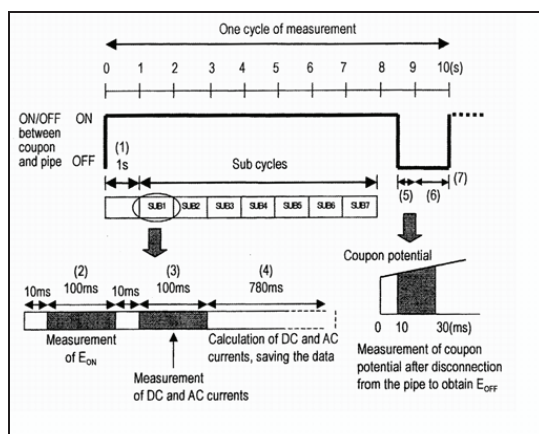 One cycle of measurement
0 1 2 3 4 5 6 7 8 9 10(s)
ON/OFF
between
coupon
and pipe
ON
OFF
(1)
1s
Sub cycles
(5)
(6)
(7)
SUB1 SUB2 SUB3 SUB4 SUB5 SUB6 SUB7
(2)
(3)
(4)
10ms 100ms 10ms 100ms 780ms
Measurement
of EON
Measurement
of DC and AC currents
Calculation of DC and AC
currents, saving the data
Coupon potential
0 10 30(ms)
Measurement of coupon
potential after disconnection
from the pipe to obtain EOFF